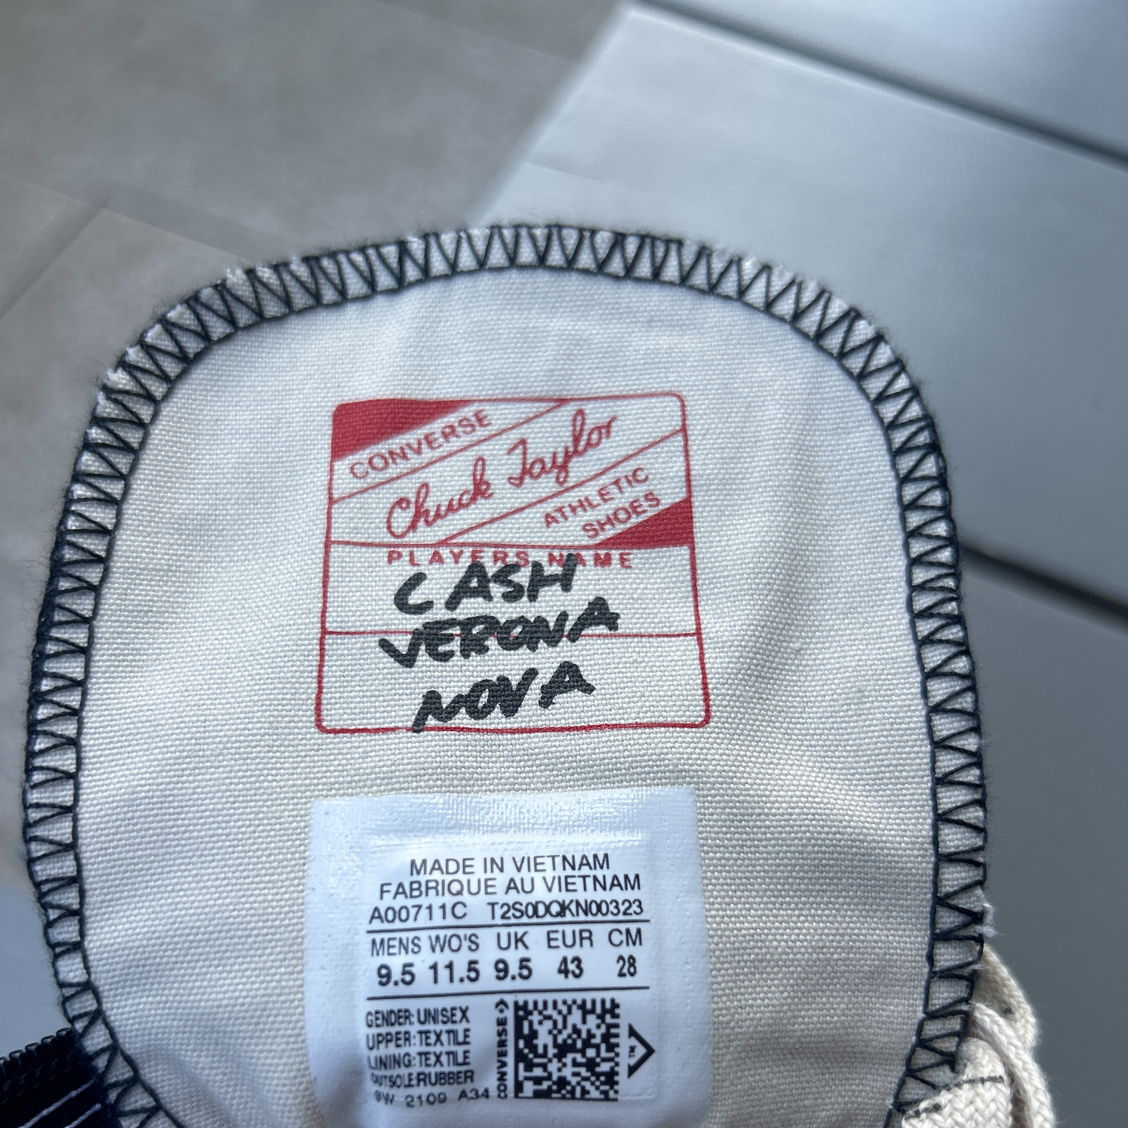 CONVERSE
Chuck Taylor
ATHLETIC
SHOES
PLAYERS NAME
CASH
VERONA
NOVA
MADE IN VIETNAM
FABRIQUE AU VIETNAM
A00711C T2S0DQKN00323
MENS WO'S UK EUR CM
9.5 11.5 9.5 43 28
GENDER: UNISEX
UPPER:TEXTILE
LINING:TEXTILE
OUTSOLE:RUBBER
SW 2109 A34
CONVERSE
TM